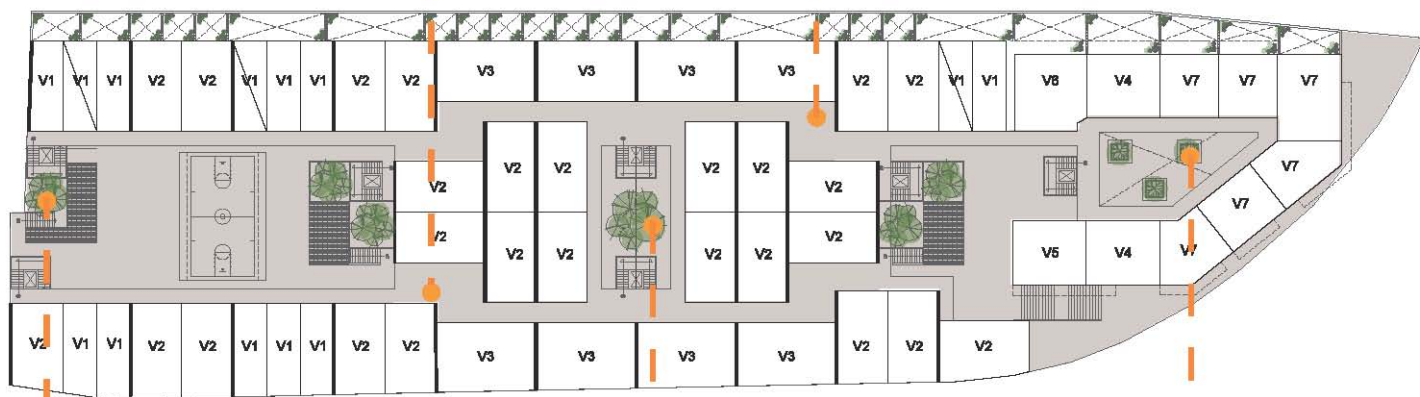 V1 V1 V1 V2 V2 V1 V1 V1 V2 V2 V3 V3 V3 V3 V2 V2 V1 V1 V6 V4 V7 V7 V7
V2 V2 V2 V2 V2 V2 V7
V2 V2 V2 V2 V2 V2 V7
V5 V4 V7
V2 V1 V1 V2 V2 V1 V1 V1 V2 V2 V3 V3 V3 V3 V2 V2 V2